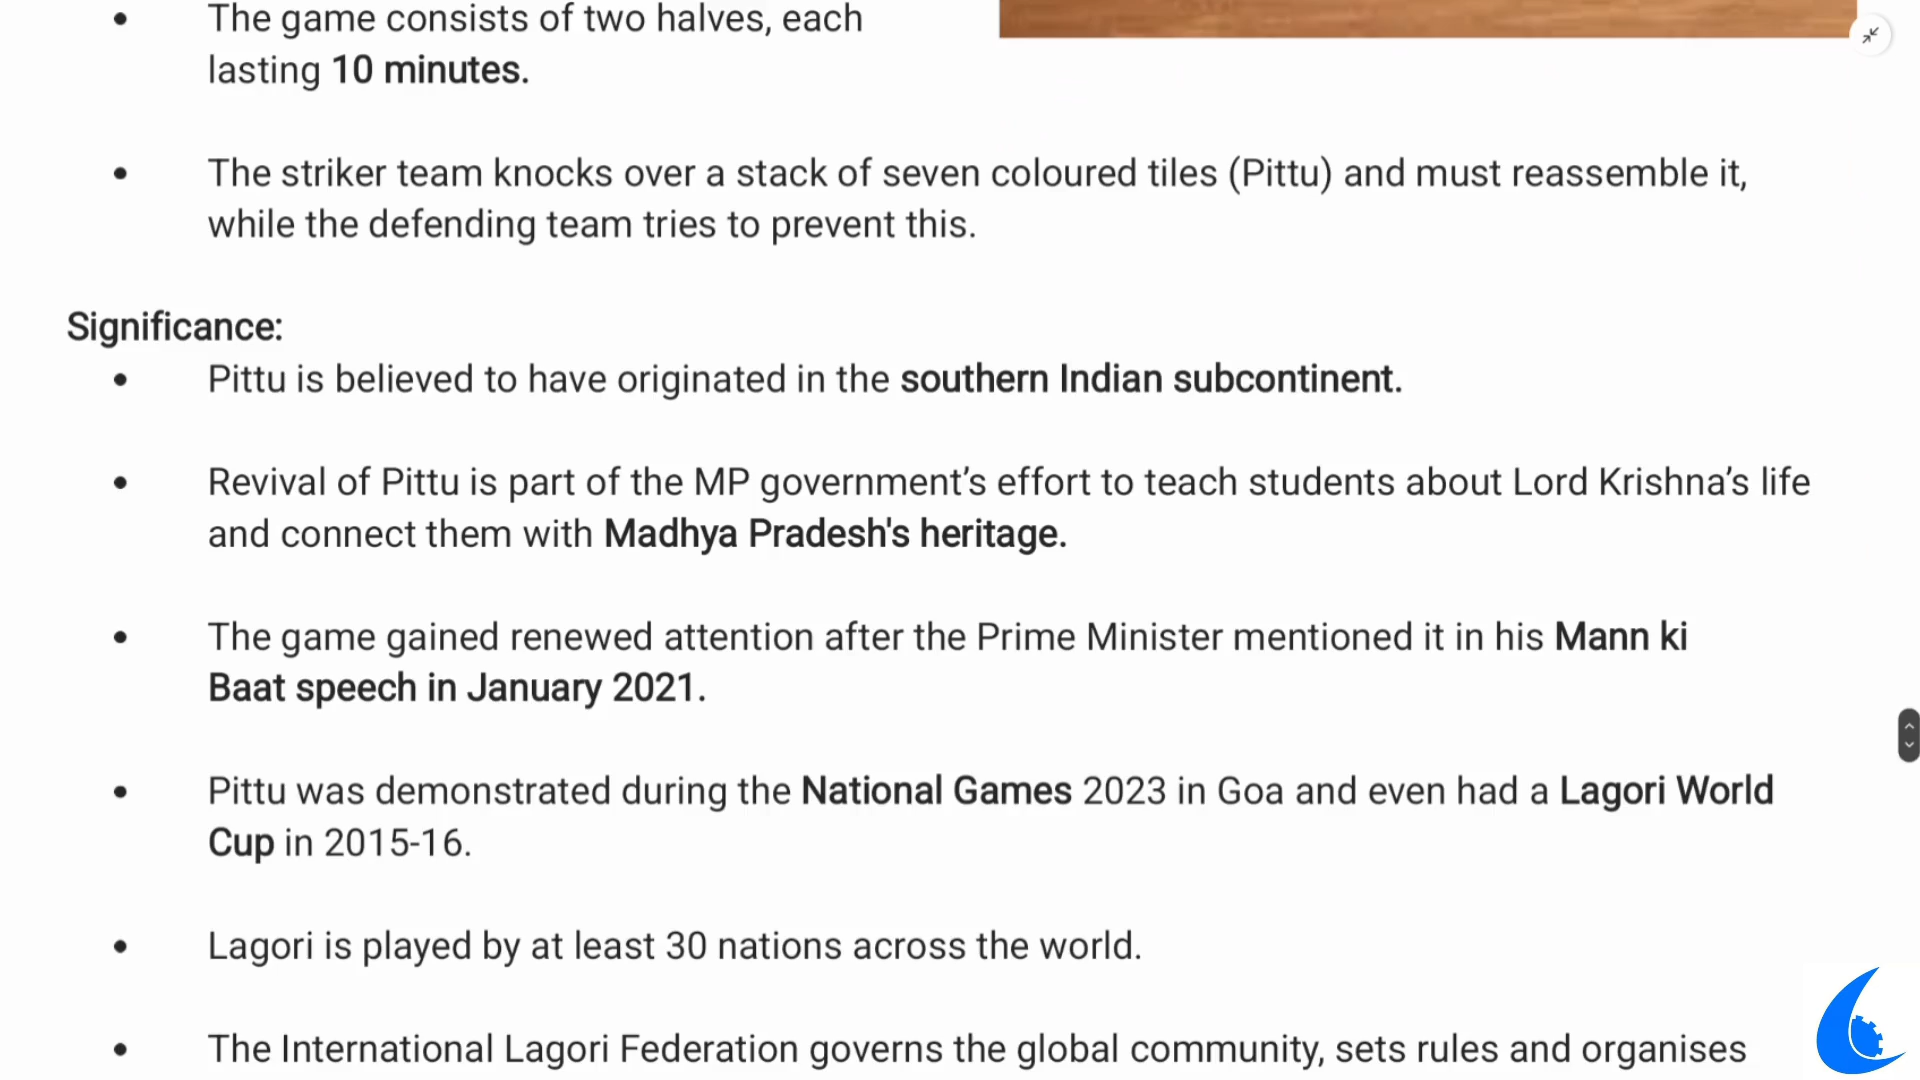 The game consists of two halves, each
lasting 10 minutes.
The striker team knocks over a stack of seven coloured tiles (Pittu) and must reassemble it,
while the defending team tries to prevent this.
Significance:
Pittu is believed to have originated in the southern Indian subcontinent.
Revival of Pittu is part of the MP government’s effort to teach students about Lord Krishna’s life
and connect them with Madhya Pradesh's heritage.
The game gained renewed attention after the Prime Minister mentioned it in his Mann ki
Baat speech in January 2021.
Pittu was demonstrated during the National Games 2023 in Goa and even had a Lagori World
Cup in 2015-16.
Lagori is played by at least 30 nations across the world.
The International Lagori Federation governs the global community, sets rules and organises